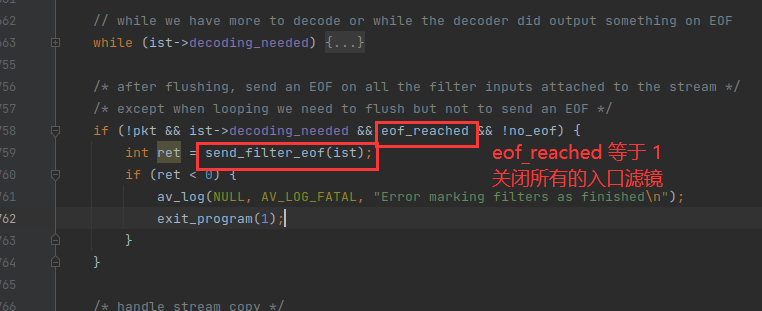 662 // while we have more to decode or while the decoder did output something on EOF
663 while (ist->decoding_needed) {...}
755
756 /* after flushing, send an EOF on all the filter inputs attached to the stream */
757 /* except when looping we need to flush but not to send an EOF */
758 if (!pkt && ist->decoding_needed && eof_reached && !no_eof) {
759 int ret = send_filter_eof(ist);
760 if (ret < 0) {
761 av_log(NULL, AV_LOG_FATAL, "Error marking filters as finished\n");
762 exit_program(1);
763 }
764 }
765
766 /* handle stream copy */
eof_reached 等于 1
关闭所有的入口滤镜